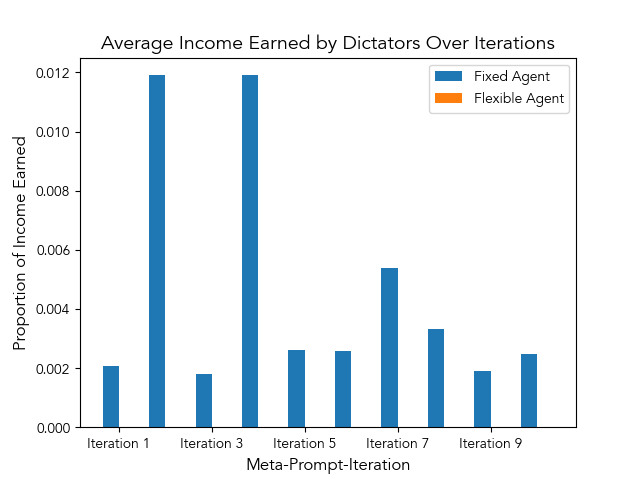 Average Income Earned by Dictators Over Iterations
Fixed Agent
Flexible Agent
Proportion of Income Earned
0.012
0.010
0.008
0.006
0.004
0.002
0.000
Iteration 1
Iteration 3
Iteration 5
Iteration 7
Iteration 9
Meta-Prompt-Iteration